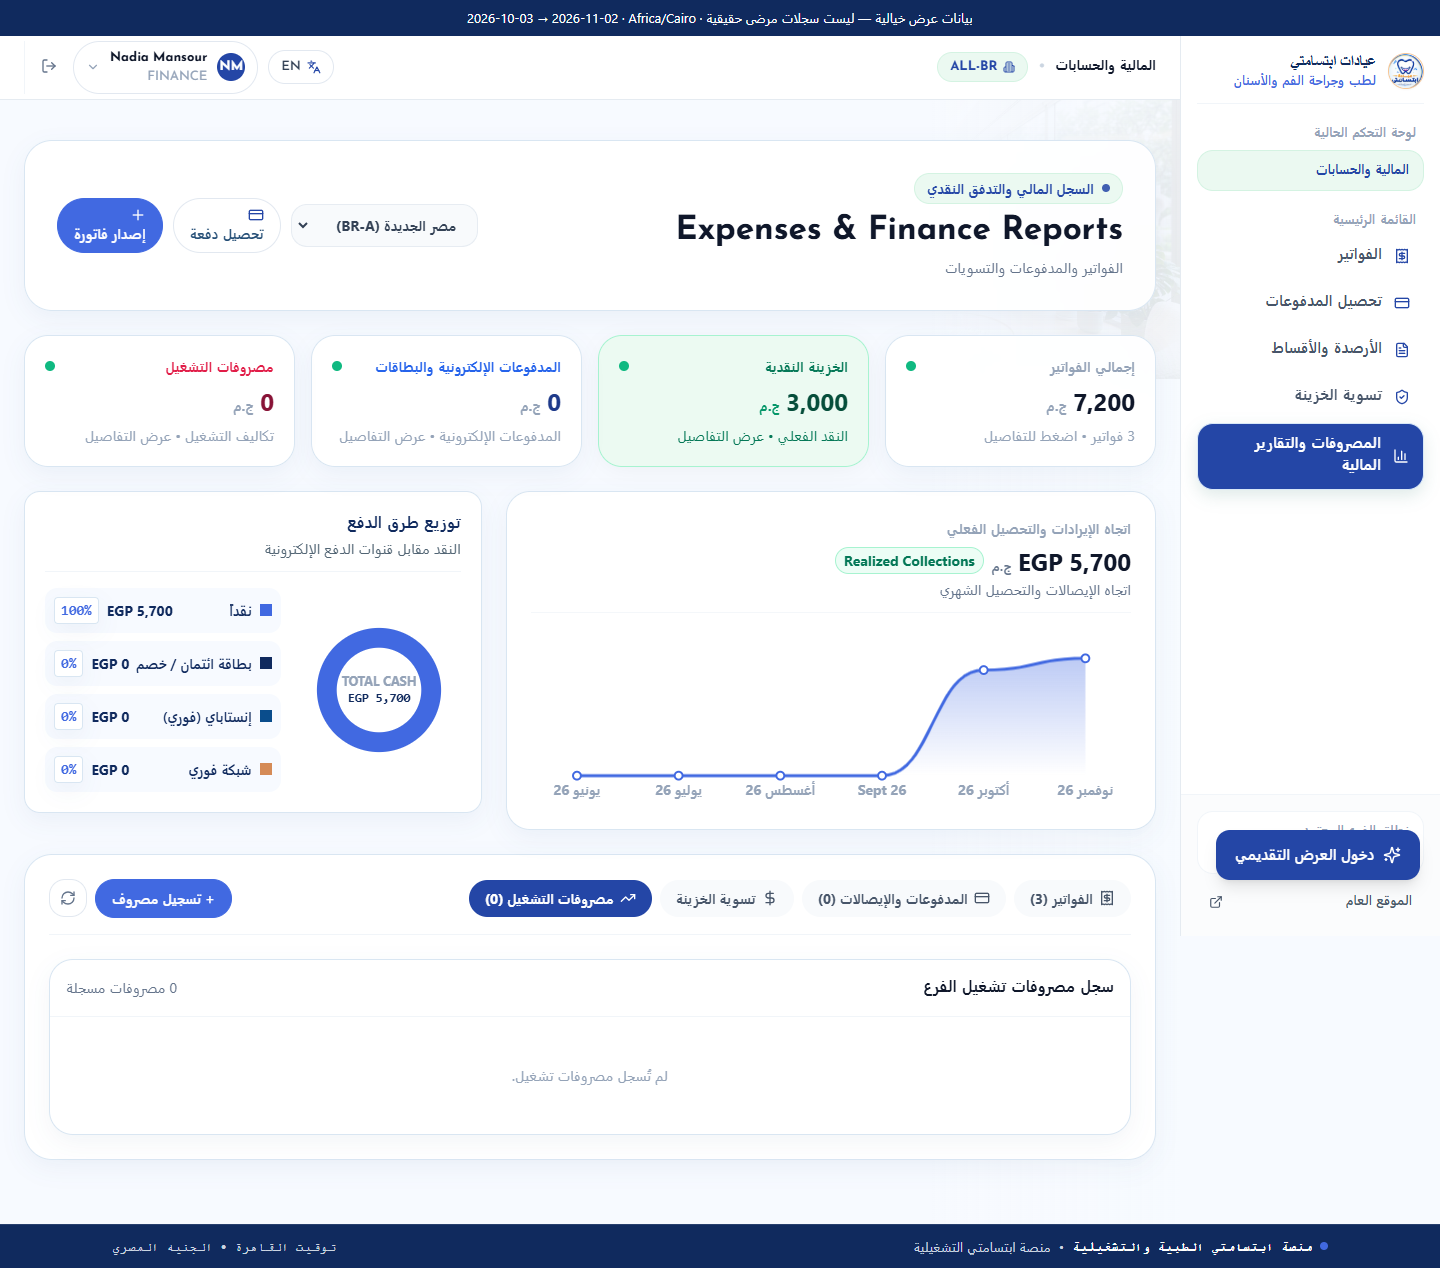 بيانات عرض خيالية — ليست سجلات مرضى حقيقية · Africa/Cairo · 2026-10-03 → 2026-11-02
عيادات ابتسامتي
لطب وجراحة الفم والأسنان
المالية والحسابات
ALL-BR
EN
Nadia Mansour
FINANCE
NM
لوحة التحكم الحالية
المالية والحسابات
القائمة الرئيسية
الفواتير
تحصيل المدفوعات
الأرصدة والأقساط
تسوية الخزينة
المصروفات والتقارير
المالية
دخول العرض التقديمي
الموقع العام
السجل المالي والتدفق النقدي
Expenses & Finance Reports
الفواتير والمدفوعات والتسويات
مصر الجديدة (BR-A)
تحصيل دفعة
إصدار فاتورة
إجمالي الفواتير
7,200 ج.م
3 فواتير • اضغط للتفاصيل
الخزينة النقدية
3,000 ج.م
النقد الفعلي • عرض التفاصيل
المدفوعات الإلكترونية والبطاقات
0 ج.م
المدفوعات الإلكترونية • عرض التفاصيل
مصروفات التشغيل
0 ج.م
تكاليف التشغيل • عرض التفاصيل
اتجاه الإيرادات والتحصيل الفعلي
EGP 5,700 ج.م Realized Collections
اتجاه الإيصالات والتحصيل الشهري
يونيو 26
يوليو 26
أغسطس 26
Sept 26
أكتوبر 26
نوفمبر 26
توزيع طرق الدفع
النقد مقابل قنوات الدفع الإلكترونية
TOTAL CASH
EGP 5,700
نقداً EGP 5,700 100%
بطاقة ائتمان / خصم EGP 0 0%
إنستاباي (فوري) EGP 0 0%
شبكة فوري EGP 0 0%
الفواتير (3)
المدفوعات والإيصالات (0)
تسوية الخزينة
مصروفات التشغيل (0)
+ تسجيل مصروف
سجل مصروفات تشغيل الفرع
0 مصروفات مسجلة
لم تُسجل مصروفات تشغيل.
منصة ابتسامتي الطبية والتشغيلية • منصة ابتسامتي التشغيلية
توقيت القاهرة • الجنيه المصري